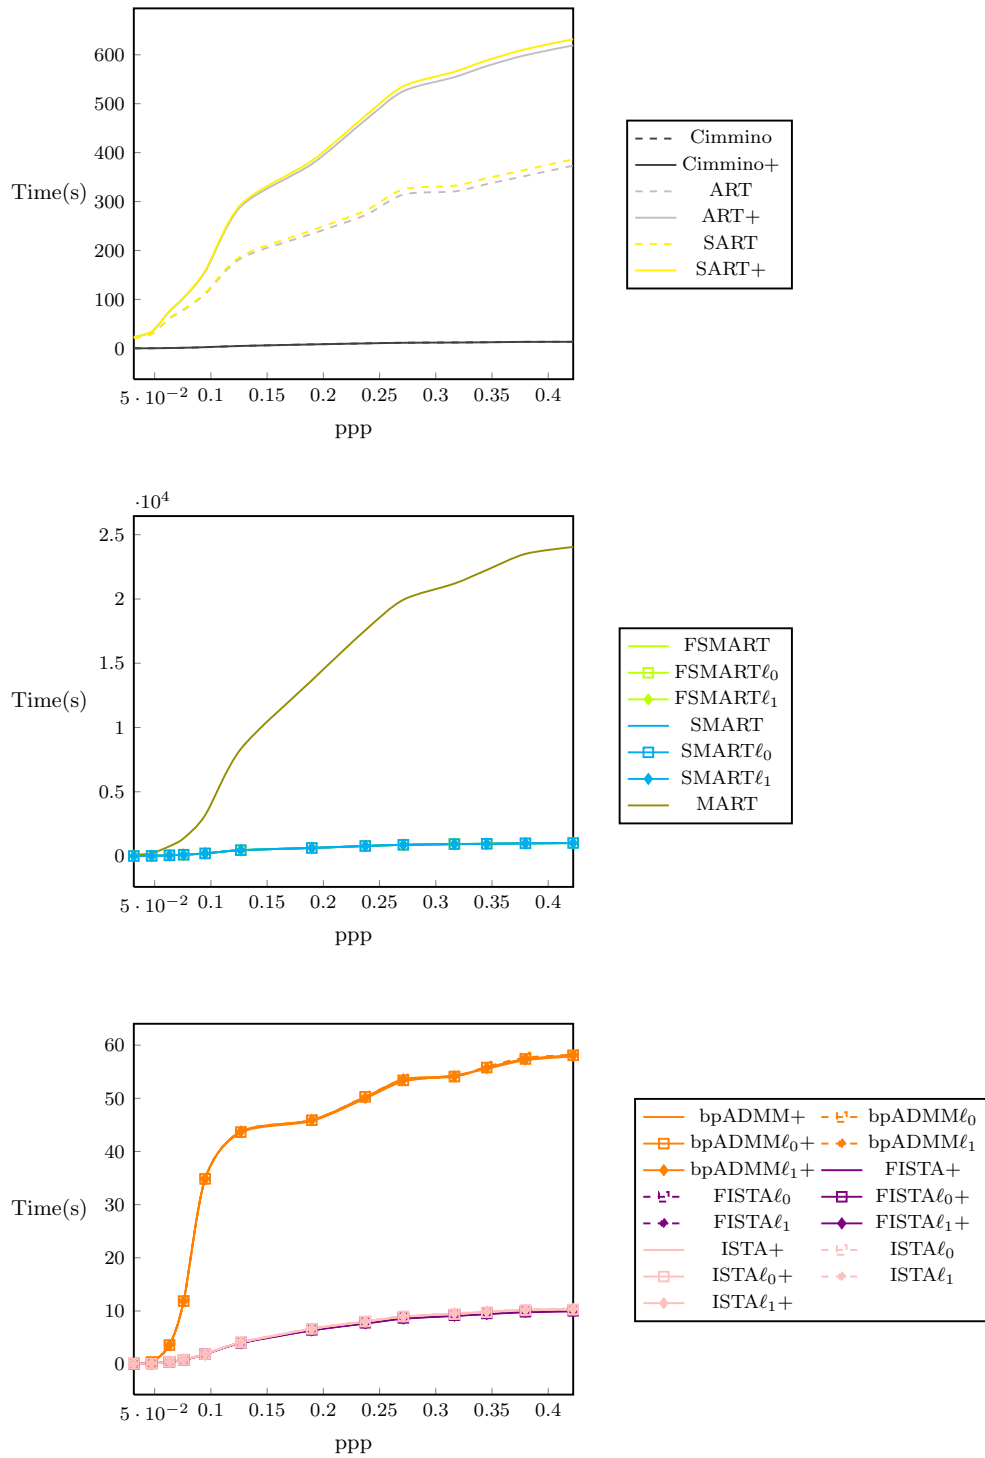 600
500
400
Time(s)
300
200
100
0
5 · 10⁻² 0.1 0.15 0.2 0.25 0.3 0.35 0.4
ppp
Cimmino
Cimmino+
ART
ART+
SART
SART+
·10⁴
2.5
2
1.5
Time(s)
1
0.5
0
5 · 10⁻² 0.1 0.15 0.2 0.25 0.3 0.35 0.4
ppp
FSMART
FSMARTℓ₀
FSMARTℓ₁
SMART
SMARTℓ₀
SMARTℓ₁
MART
60
50
40
Time(s)
30
20
10
0
5 · 10⁻² 0.1 0.15 0.2 0.25 0.3 0.35 0.4
ppp
bpADMM+ bpADMMℓ₀
bpADMMℓ₀+ bpADMMℓ₁
bpADMMℓ₁+ FISTA+
FISTAℓ₀ FISTAℓ₀+
FISTAℓ₁ FISTAℓ₁+
ISTA+ ISTAℓ₀
ISTAℓ₀+ ISTAℓ₁
ISTAℓ₁+